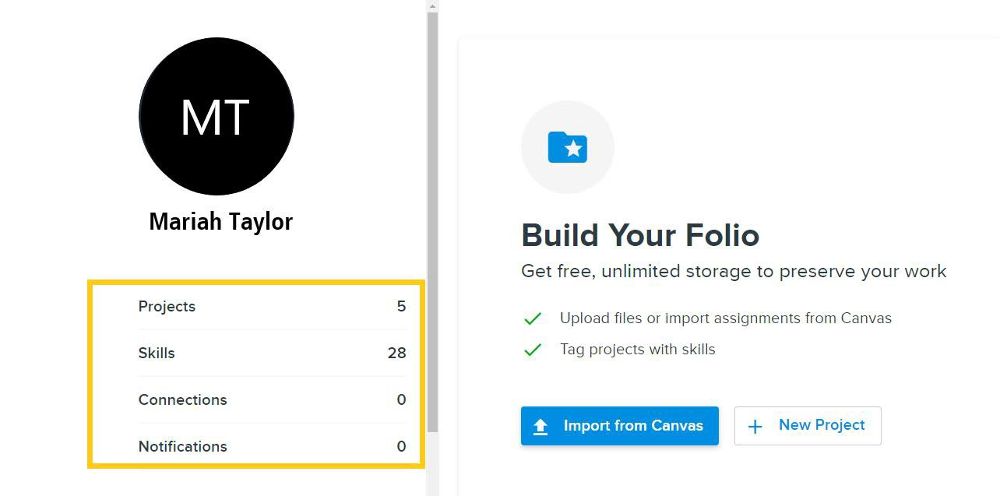 MT
Mariah Taylor
Projects 5
Skills 28
Connections 0
Notifications 0
Build Your Folio
Get free, unlimited storage to preserve your work
Upload files or import assignments from Canvas
Tag projects with skills
Import from Canvas
New Project